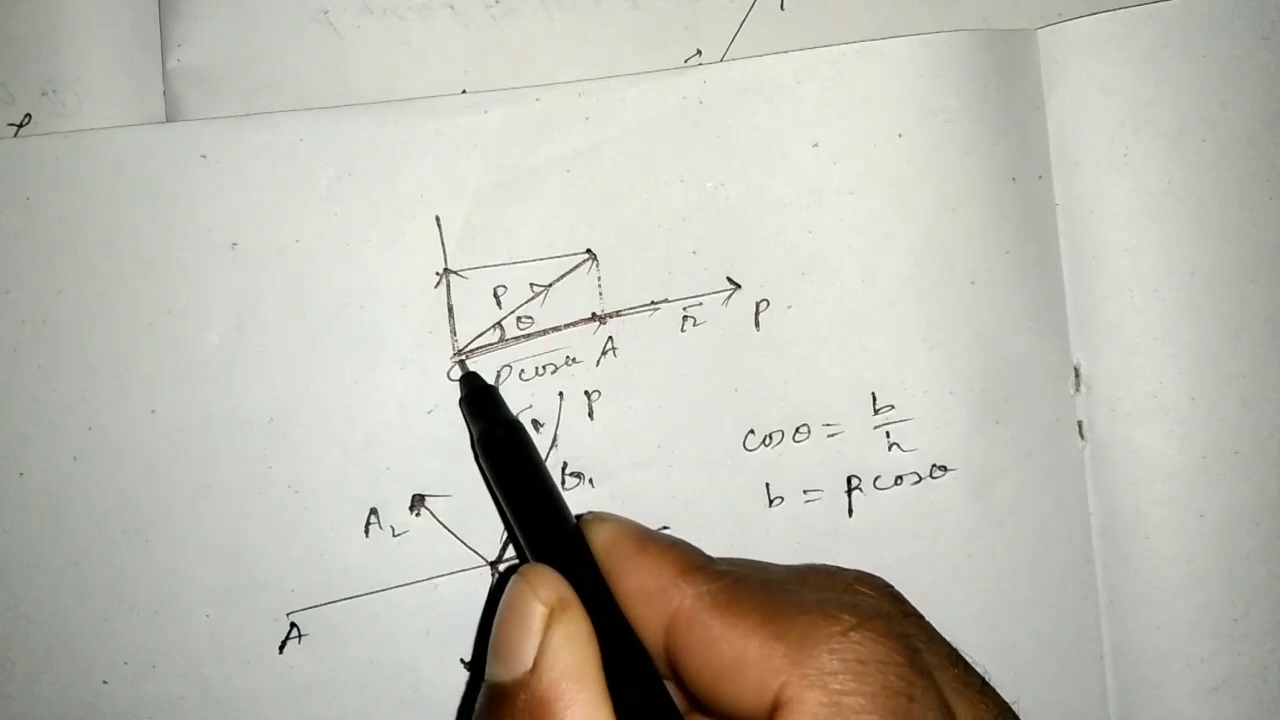 P
θ
n̄
P
P cosθ A
P
n
cosθ = b/h
B₁
b = P cosθ
A₂
A